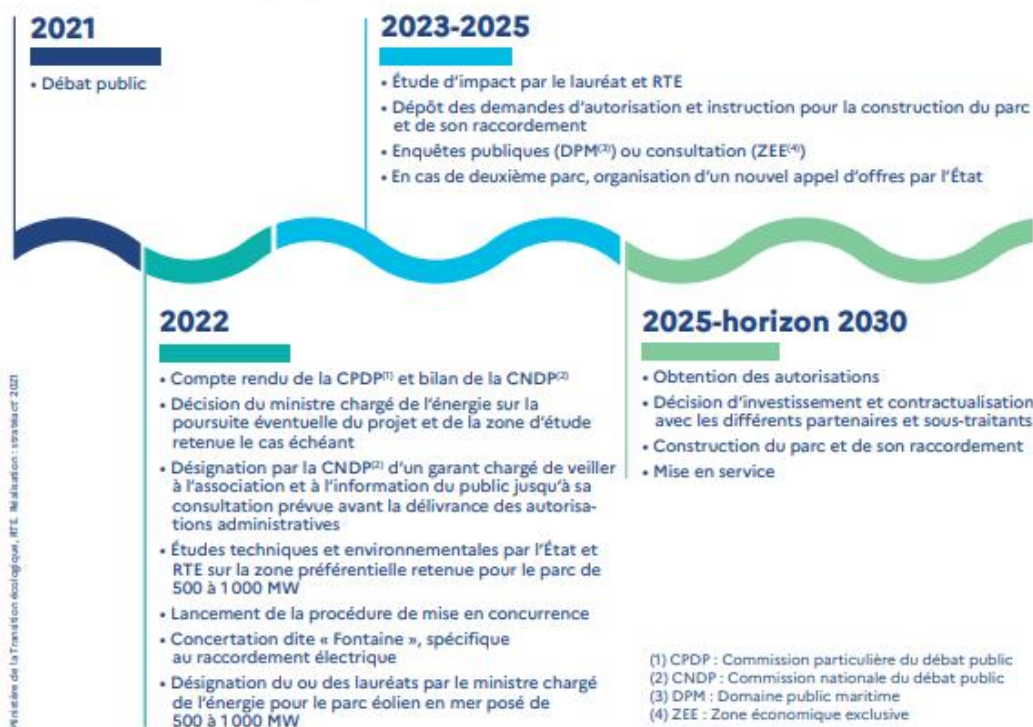 2021
• Débat public
2023-2025
• Étude d'impact par le lauréat et RTE
• Dépôt des demandes d'autorisation et instruction pour la construction du parc
et de son raccordement
• Enquêtes publiques (DPM⁽³⁾) ou consultation (ZEE⁽⁴⁾)
• En cas de deuxième parc, organisation d'un nouvel appel d'offres par l'État
2022
• Compte rendu de la CPDP⁽¹⁾ et bilan de la CNDP⁽²⁾
• Décision du ministre chargé de l'énergie sur la
poursuite éventuelle du projet et de la zone d'étude
retenue le cas échéant
• Désignation par la CNDP⁽²⁾ d'un garant chargé de veiller
à l'association et à l'information du public jusqu'à sa
consultation prévue avant la délivrance des autorisa-
tions administratives
• Études techniques et environnementales par l'État et
RTE sur la zone préférentielle retenue pour le parc de
500 à 1 000 MW
• Lancement de la procédure de mise en concurrence
• Concertation dite « Fontaine », spécifique
au raccordement électrique
• Désignation du ou des lauréats par le ministre chargé
de l'énergie pour le parc éolien en mer posé de
500 à 1 000 MW
2025-horizon 2030
• Obtention des autorisations
• Décision d'investissement et contractualisation
avec les différents partenaires et sous-traitants
• Construction du parc et de son raccordement
• Mise en service
(1) CPDP : Commission particulière du débat public
(2) CNDP : Commission nationale du débat public
(3) DPM : Domaine public maritime
(4) ZEE : Zone économique exclusive
Ministère de la Transition écologique, RTE. Réalisation : stratéact' 2021